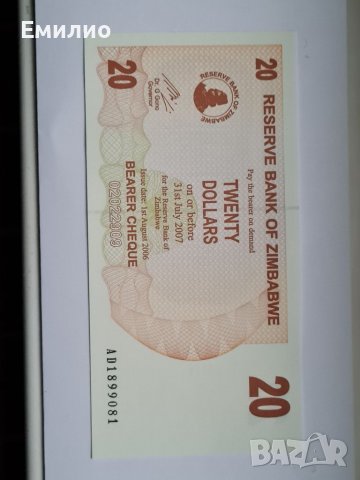 Емилио
20
Dr. G Gono
Governor
RESERVE BANK OF ZIMBABWE
20 RESERVE BANK OF ZIMBABWE
Pay the bearer on demand
TWENTY
DOLLARS
on or before
31st July 2007
for the Reserve Bank of
Zimbabwe
Issue date: 1st August 2006
BEARER CHEQUE
AD1899081
20
bazar
БГ